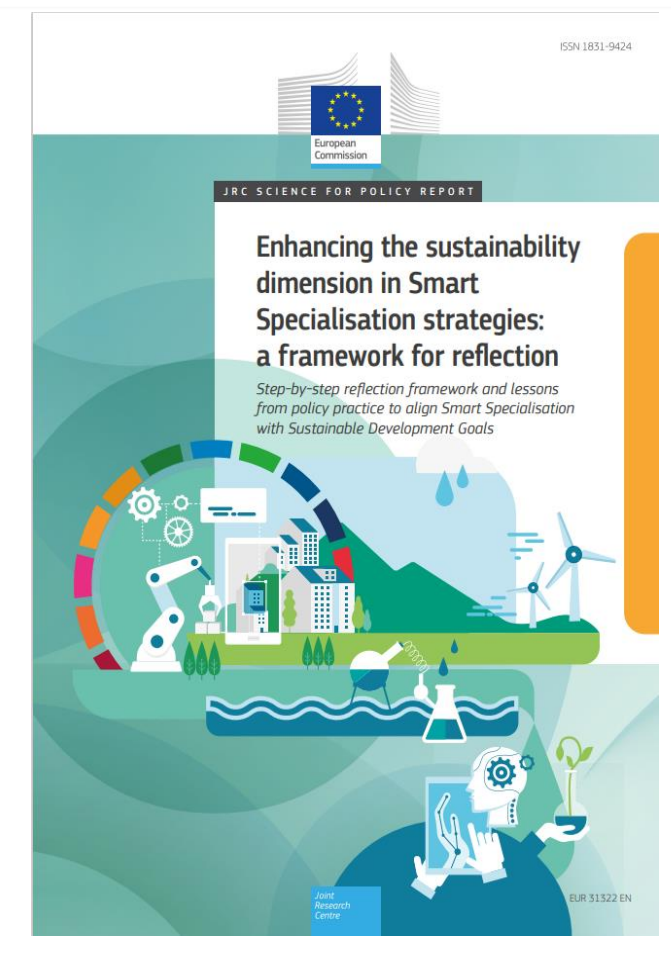 ISSN 1831-9424
European
Commission
JRC SCIENCE FOR POLICY REPORT
Enhancing the sustainability
dimension in Smart
Specialisation strategies:
a framework for reflection
Step-by-step reflection framework and lessons
from policy practice to align Smart Specialisation
with Sustainable Development Goals
Joint
Research
Centre
EUR 31322 EN